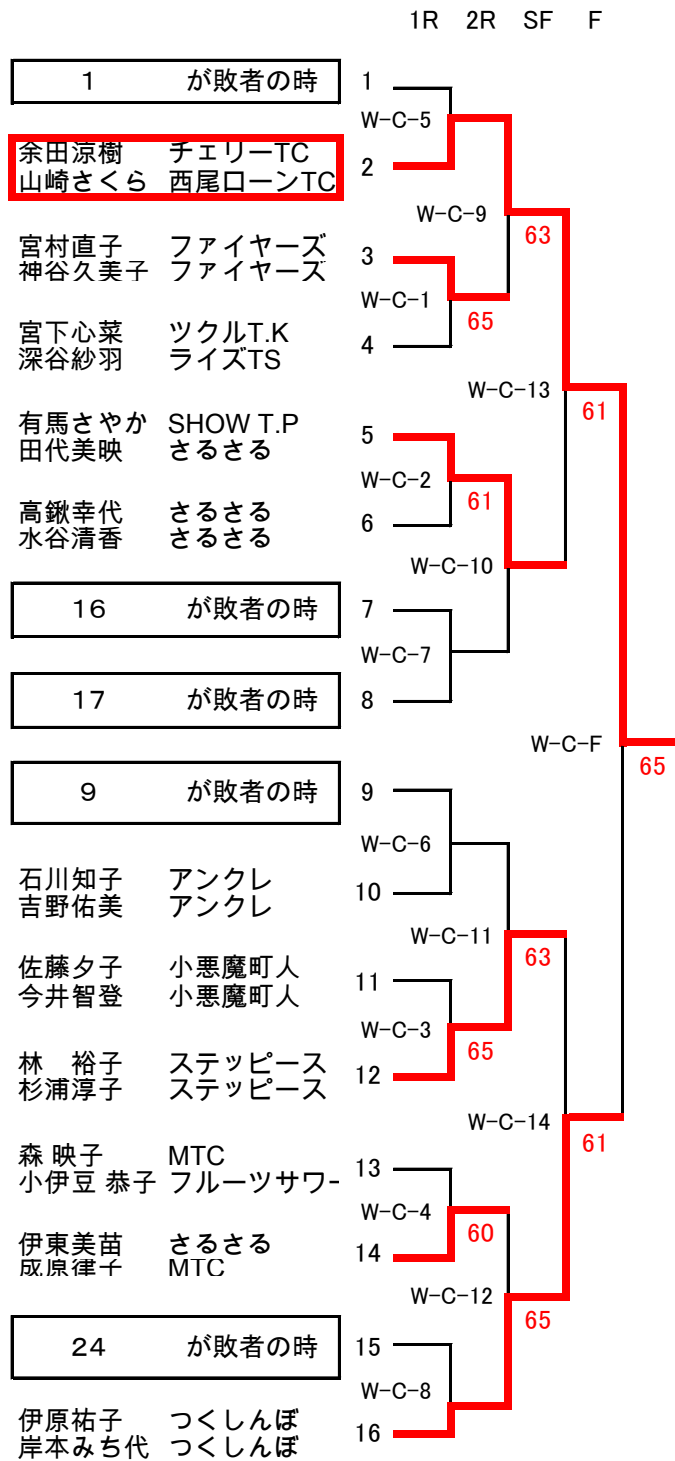 1R 2R SF F
1 が敗者の時 1
W-C-5
余田涼樹 チェリーTC
山崎さくら 西尾ローンTC
2
W-C-9
63
宮村直子 ファイヤーズ
神谷久美子 ファイヤーズ
3
W-C-1
65
宮下心菜 ツクルT.K
深谷紗羽 ライズTS
4
W-C-13
61
有馬さやか SHOW T.P
田代美映 さるさる
5
W-C-2
61
高鍬幸代 さるさる
水谷清香 さるさる
6
W-C-10
16 が敗者の時 7
W-C-7
17 が敗者の時 8
W-C-F
65
9 が敗者の時 9
W-C-6
石川知子 アンクレ
吉野佑美 アンクレ
10
W-C-11
63
佐藤夕子 小悪魔町人
今井智登 小悪魔町人
11
W-C-3
65
林 裕子 ステッピース
杉浦淳子 ステッピース
12
W-C-14
61
森 映子 MTC
小伊豆 恭子 フルーツサワー
13
W-C-4
60
伊東美苗 さるさる
成原律子 MTC
14
W-C-12
65
24 が敗者の時 15
W-C-8
伊原祐子 つくしんぼ
岸本みち代 つくしんぼ
16